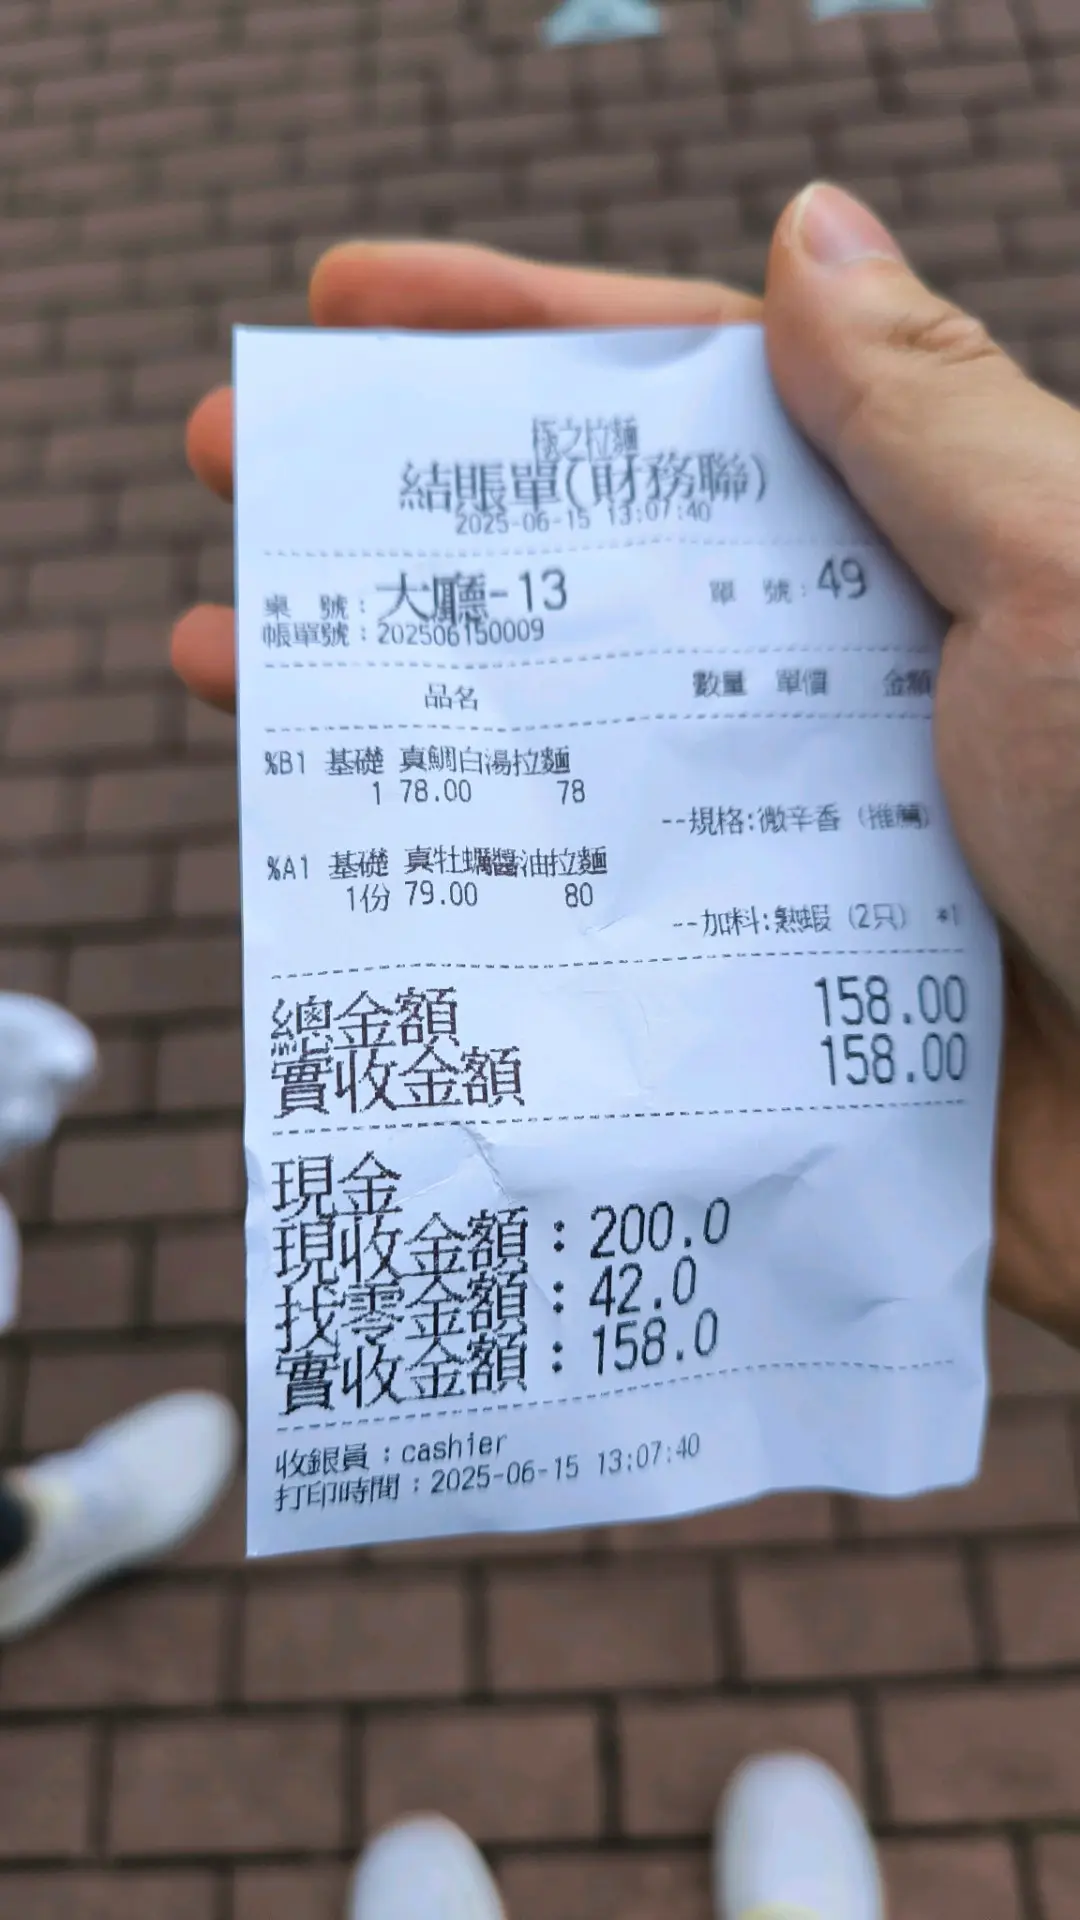 極之拉麵
結賬單(財務聯)
2025-06-15 13:07:40
桌 號：大廳-13 單 號：49
帳單號：202506150009
品名 數量 單價 金額
%B1 基礎 真鯛白湯拉麵
1 78.00 78
--規格:微辛香（推薦）
%A1 基礎 真牡蠣醬油拉麵
1份 79.00 80
--加料:熟蝦（2只） *1
總金額 158.00
實收金額 158.00
現金
現收金額：200.0
找零金額：42.0
實收金額：158.0
收銀員：cashier
打印時間：2025-06-15 13:07:40